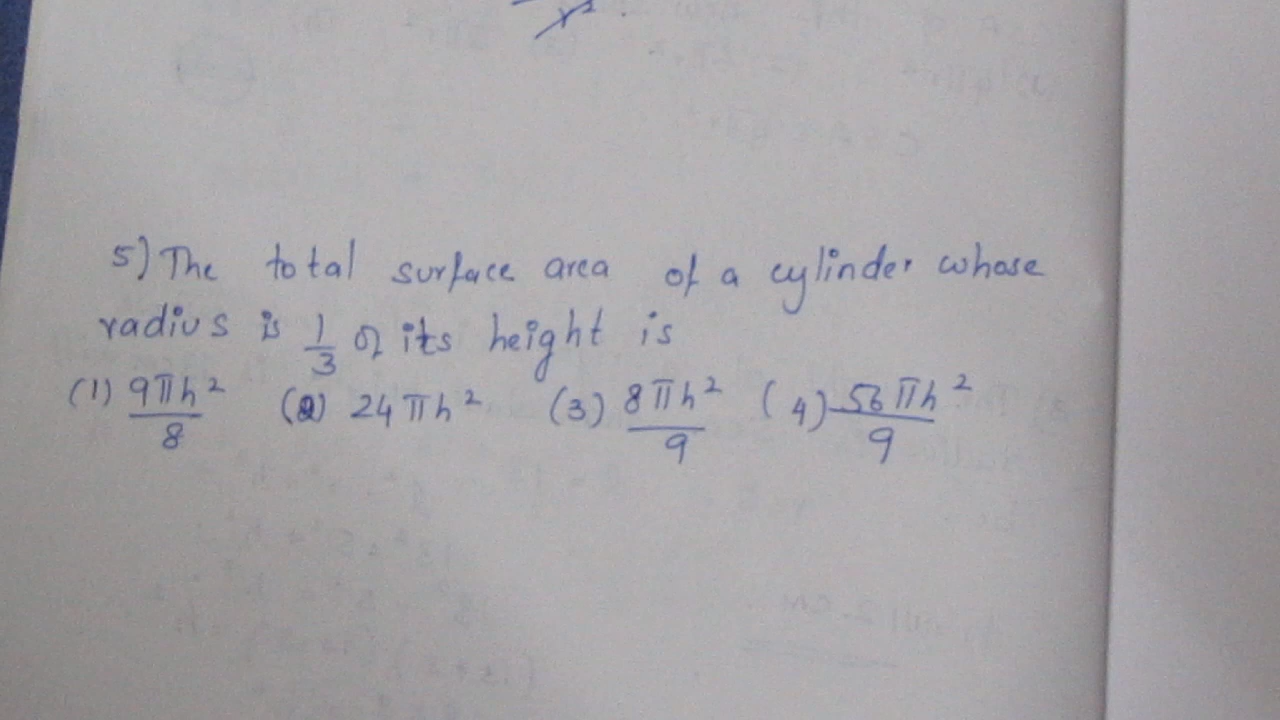 x²
5) The total surface area of a cylinder whose
radius is 1/3 of its height is
(1) 9πh²/8 (2) 24πh² (3) 8πh²/9 (4) 56πh²/9